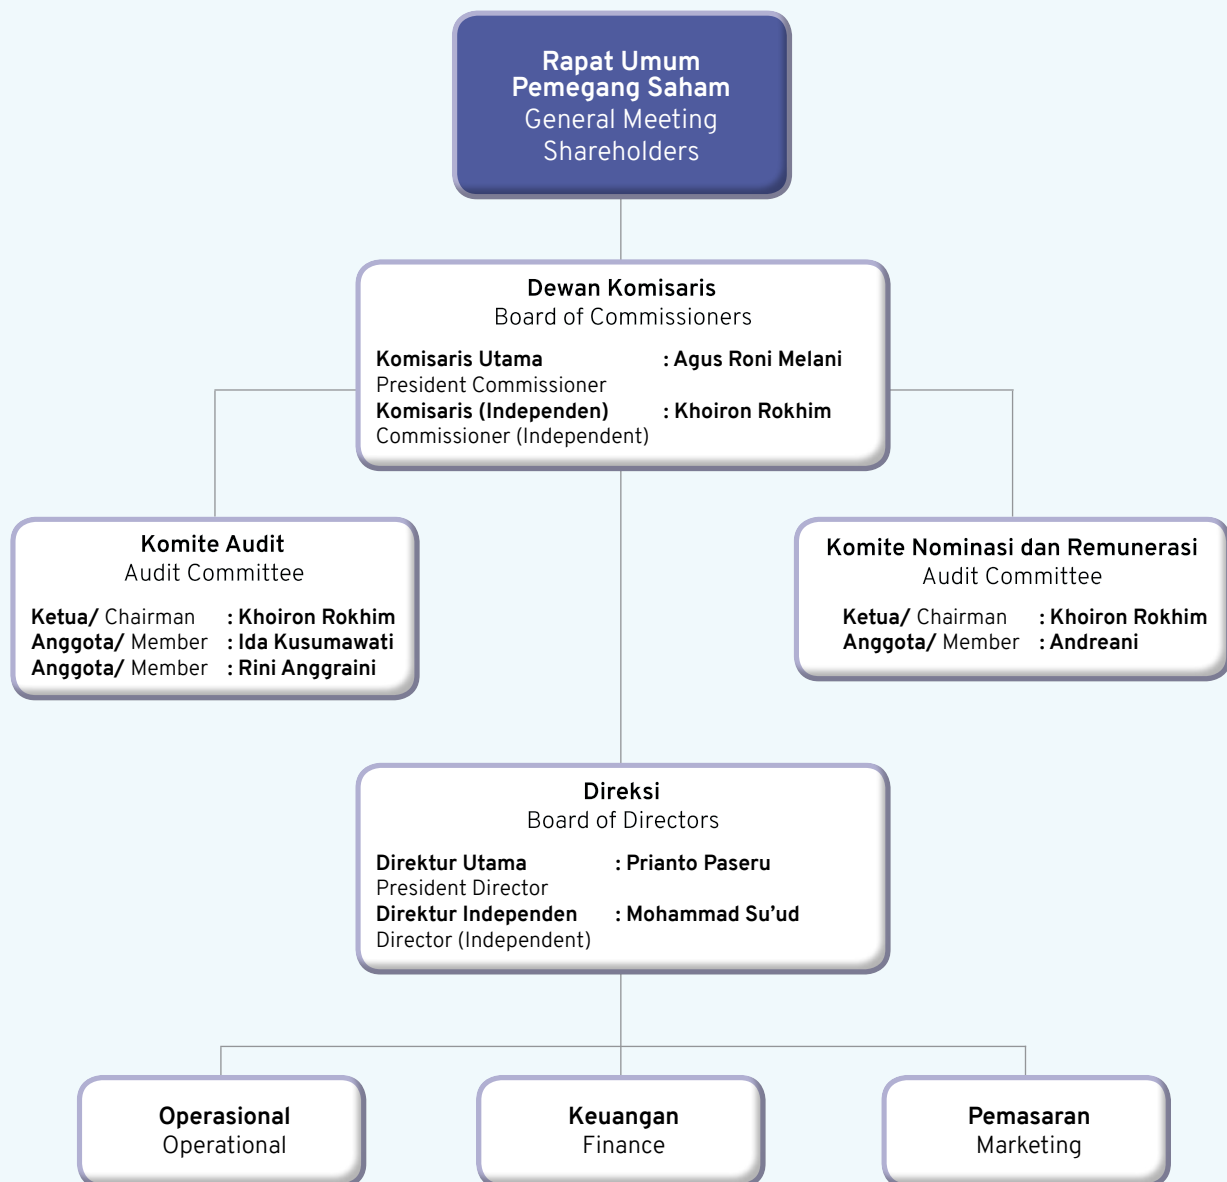 Rapat Umum
Pemegang Saham
General Meeting
Shareholders
Dewan Komisaris
Board of Commissioners
Komisaris Utama : Agus Roni Melani
President Commissioner
Komisaris (Independen) : Khoiron Rokhim
Commissioner (Independent)
Komite Audit
Audit Committee
Ketua/ Chairman : Khoiron Rokhim
Anggota/ Member : Ida Kusumawati
Anggota/ Member : Rini Anggraini
Komite Nominasi dan Remunerasi
Audit Committee
Ketua/ Chairman : Khoiron Rokhim
Anggota/ Member : Andreani
Direksi
Board of Directors
Direktur Utama : Prianto Paseru
President Director
Direktur Independen : Mohammad Su’ud
Director (Independent)
Operasional
Operational
Keuangan
Finance
Pemasaran
Marketing